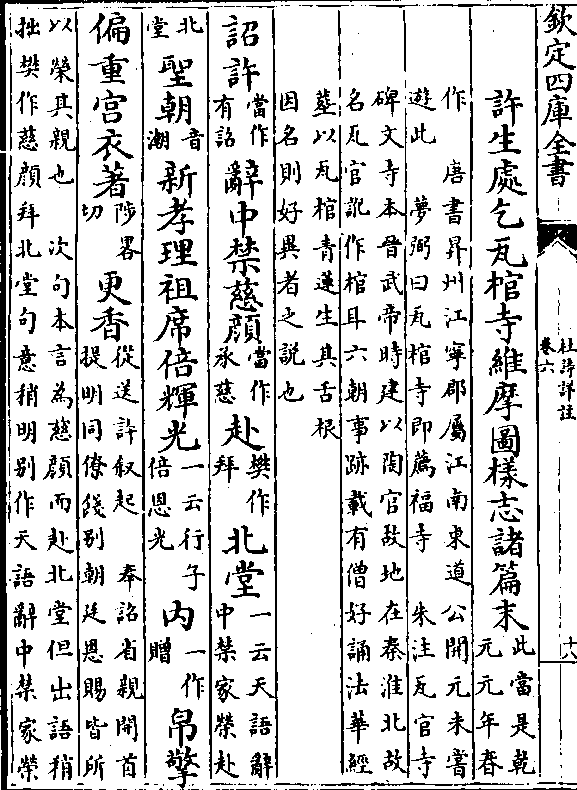 欽定四庫全書
杜詩詳註
卷六
十八
許生處乞瓦棺寺維摩圖樣志諸篇末此當是乾元元年春
作　唐書昇州江寧郡屬江南東道公開元末嘗
遊此　夢弼曰瓦棺寺即薦福寺　朱注瓦官寺
碑文寺本晉武帝時建以陶官故地在秦淮北故
名瓦官訛作棺耳六朝事跡載有僧好誦法華經
塟以瓦棺青蓮生其舌根
因名則好異者之說也
詔許當作有詔辭中禁慈顔當作承慈赴樊作拜北堂一云天語辭中禁家榮赴
北堂聖朝音潮新孝理祖席倍輝光一云行子倍恩光内一作贈帛擎
偏重宫衣著陟畧切更香從送許叙起　奉詔省親開首提明同僚餞别朝廷恩賜皆所
以榮其親也　次句本言為慈顔而赴北堂但出語稍
拙樊作慈顔拜北堂句意稍明别作天語辭中禁家榮